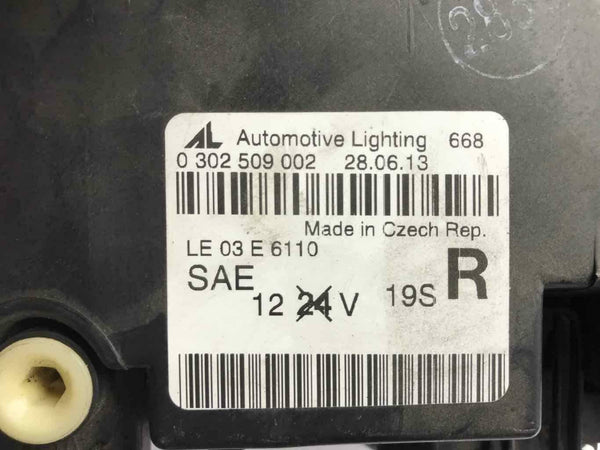 285
AL Automotive Lighting 668
0 302 509 002 28.06.13
Made in Czech Rep.
LE 03 E 6110
SAE
12 24 V 19S R